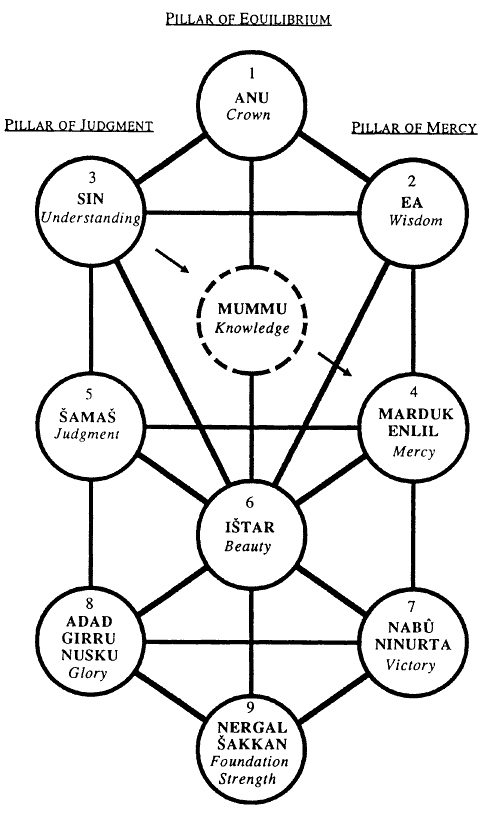 PILLAR OF EQUILIBRIUM
1
ANU
Crown
PILLAR OF JUDGMENT
PILLAR OF MERCY
3
SIN
Understanding
2
EA
Wisdom
MUMMU
Knowledge
5
ŠAMAŠ
Judgment
4
MARDUK
ENLIL
Mercy
6
IŠTAR
Beauty
8
ADAD
GIRRU
NUSKU
Glory
7
NABÛ
NINURTA
Victory
9
NERGAL
ŠAKKAN
Foundation
Strength